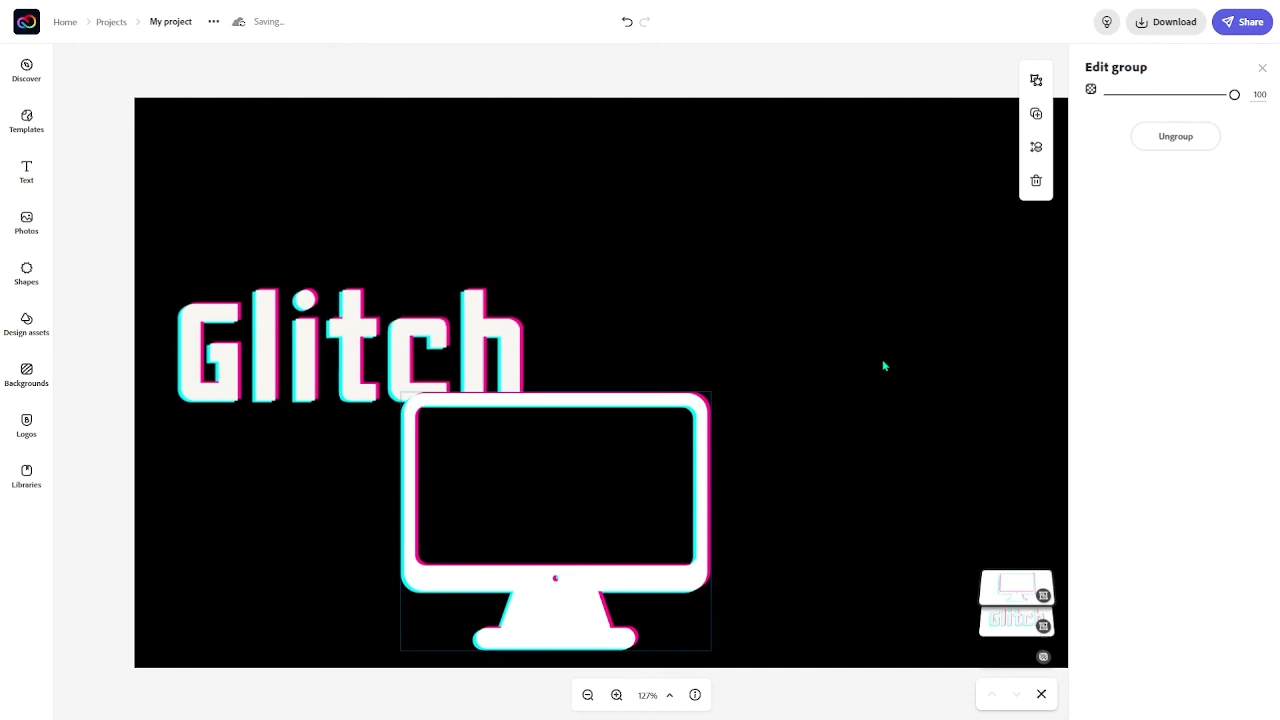 Home
Projects
My project
•••
Saving...
Download
Share
Discover
Templates
Text
Photos
Shapes
Design assets
Backgrounds
Logos
Libraries
Edit group
100
Ungroup
Glitch
Glitch
127%